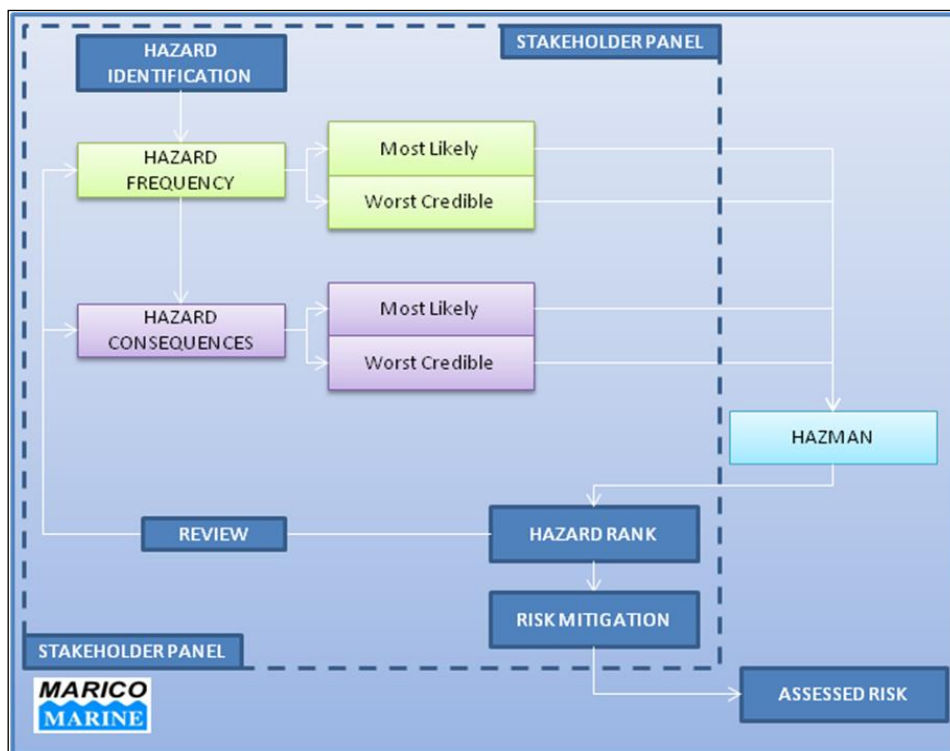 STAKEHOLDER PANEL
HAZARD
IDENTIFICATION
HAZARD
FREQUENCY
Most Likely
Worst Credible
HAZARD
CONSEQUENCES
Most Likely
Worst Credible
HAZMAN
REVIEW
HAZARD RANK
RISK MITIGATION
STAKEHOLDER PANEL
ASSESSED RISK
MARICO
MARINE